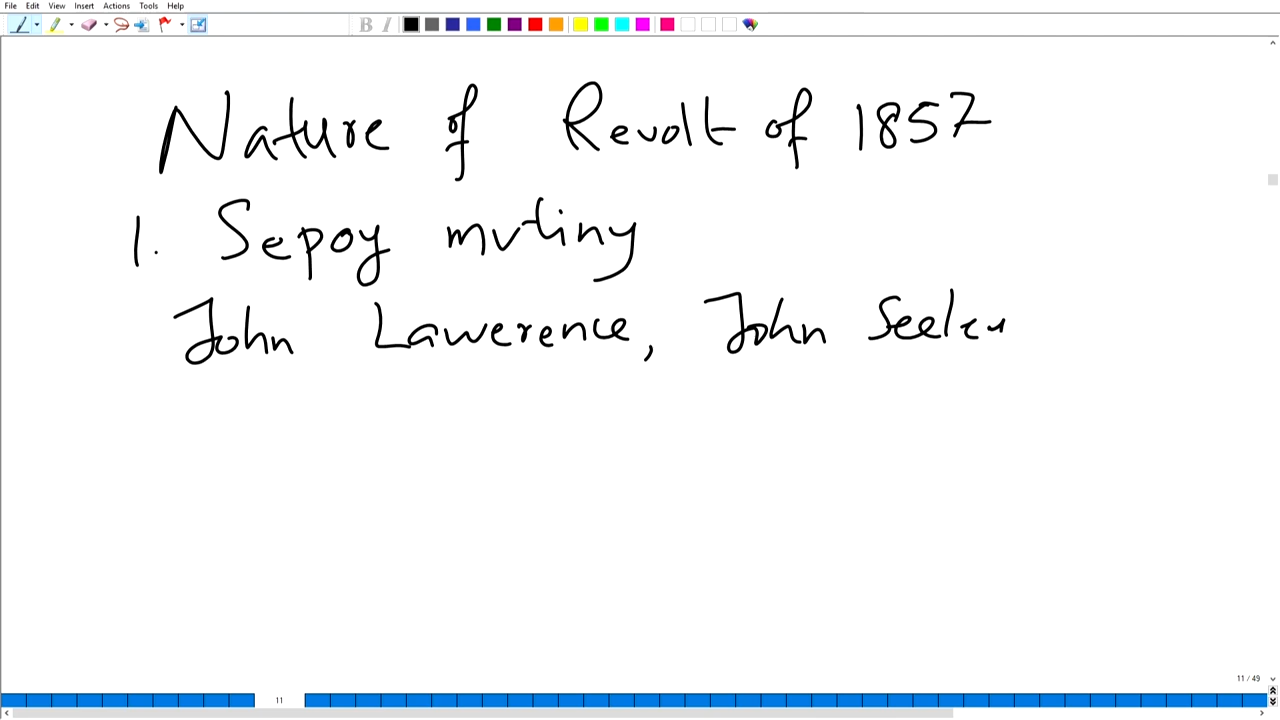 File Edit View Insert Actions Tools Help
B I
Nature of Revolt of 1857
1. Sepoy mutiny
John Lawerence, John
11 / 49
11